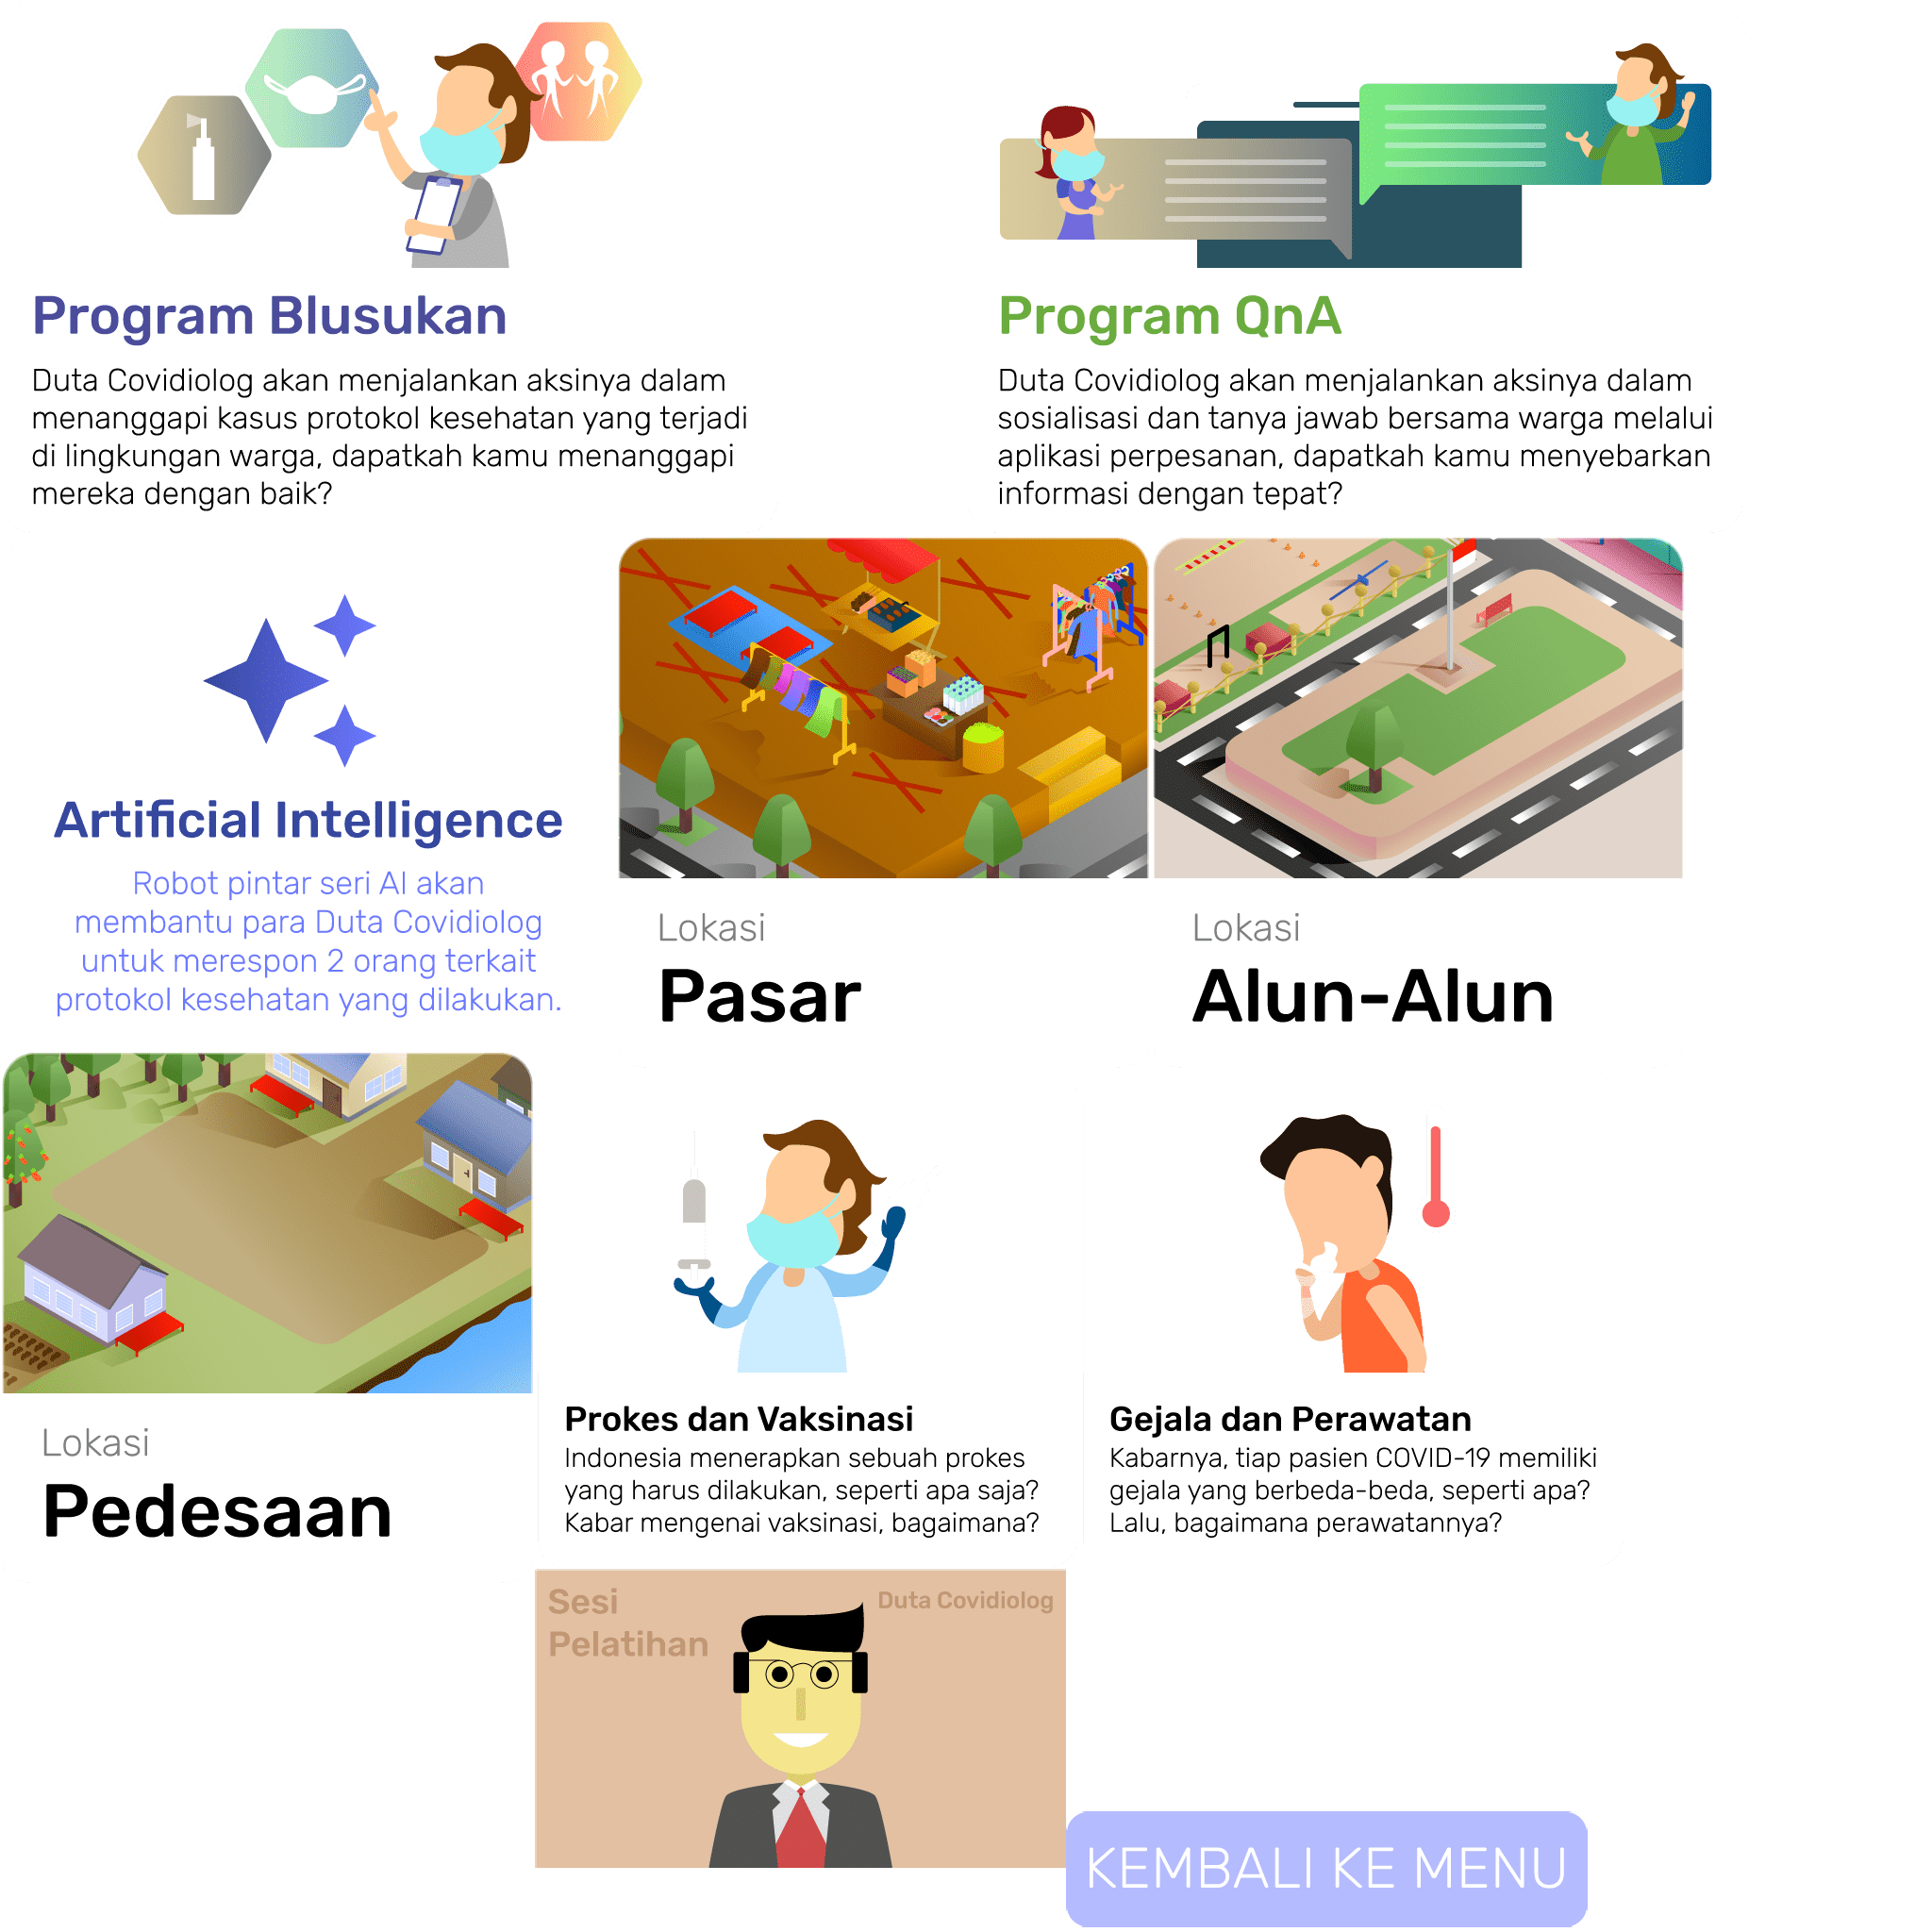 Program Blusukan
Duta Covidiolog akan menjalankan aksinya dalam
menanggapi kasus protokol kesehatan yang terjadi
di lingkungan warga, dapatkah kamu menanggapi
mereka dengan baik?
Program QnA
Duta Covidiolog akan menjalankan aksinya dalam
sosialisasi dan tanya jawab bersama warga melalui
aplikasi perpesanan, dapatkah kamu menyebarkan
informasi dengan tepat?
Artificial Intelligence
Robot pintar seri AI akan
membantu para Duta Covidiolog
untuk merespon 2 orang terkait
protokol kesehatan yang dilakukan.
Lokasi
Pasar
Lokasi
Alun-Alun
Lokasi
Pedesaan
Prokes dan Vaksinasi
Indonesia menerapkan sebuah prokes
yang harus dilakukan, seperti apa saja?
Kabar mengenai vaksinasi, bagaimana?
Gejala dan Perawatan
Kabarnya, tiap pasien COVID-19 memiliki
gejala yang berbeda-beda, seperti apa?
Lalu, bagaimana perawatannya?
Sesi
Pelatihan
Duta Covidiolog
KEMBALI KE MENU